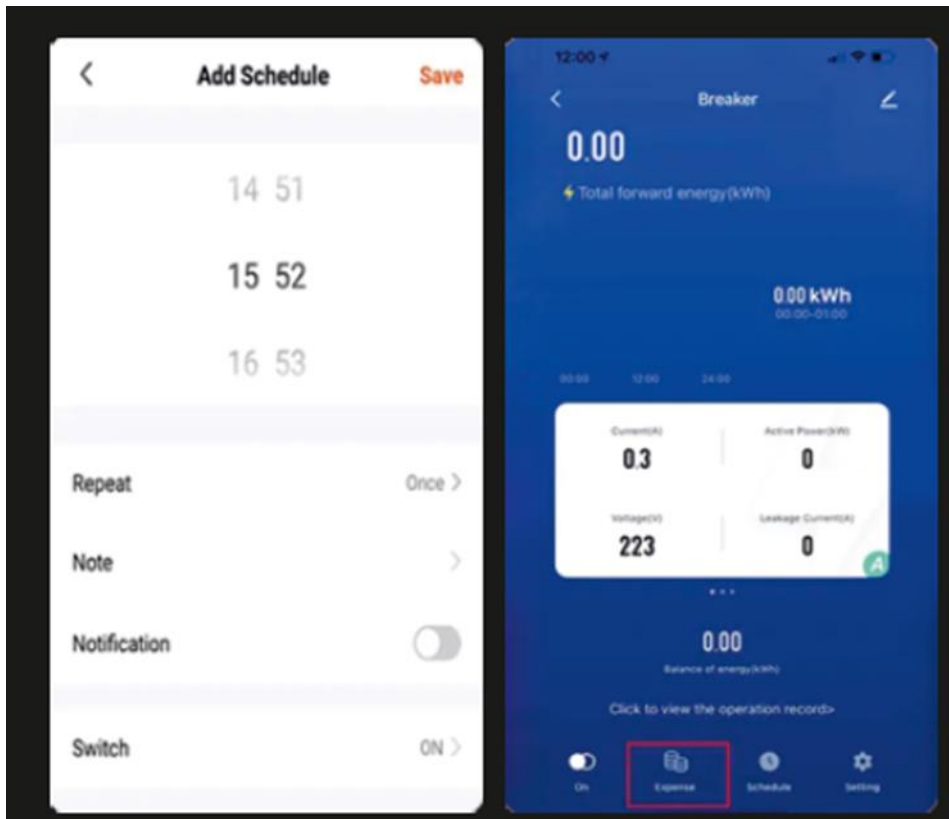 Add Schedule
Save
14 51
15 52
16 53
Repeat
Once
Note
Notification
Switch
ON
12:00
Breaker
0.00
Total forward energy(kWh)
0.00 kWh
00:00-01:00
00:00 12:00 24:00
Current(A)
Active Power(kW)
0.3
0
Voltage(V)
Leakage Current(A)
223
0
A
0.00
Balance of energy(kWh)
Click to view the operation record>
On
Expense
Schedule
Setting